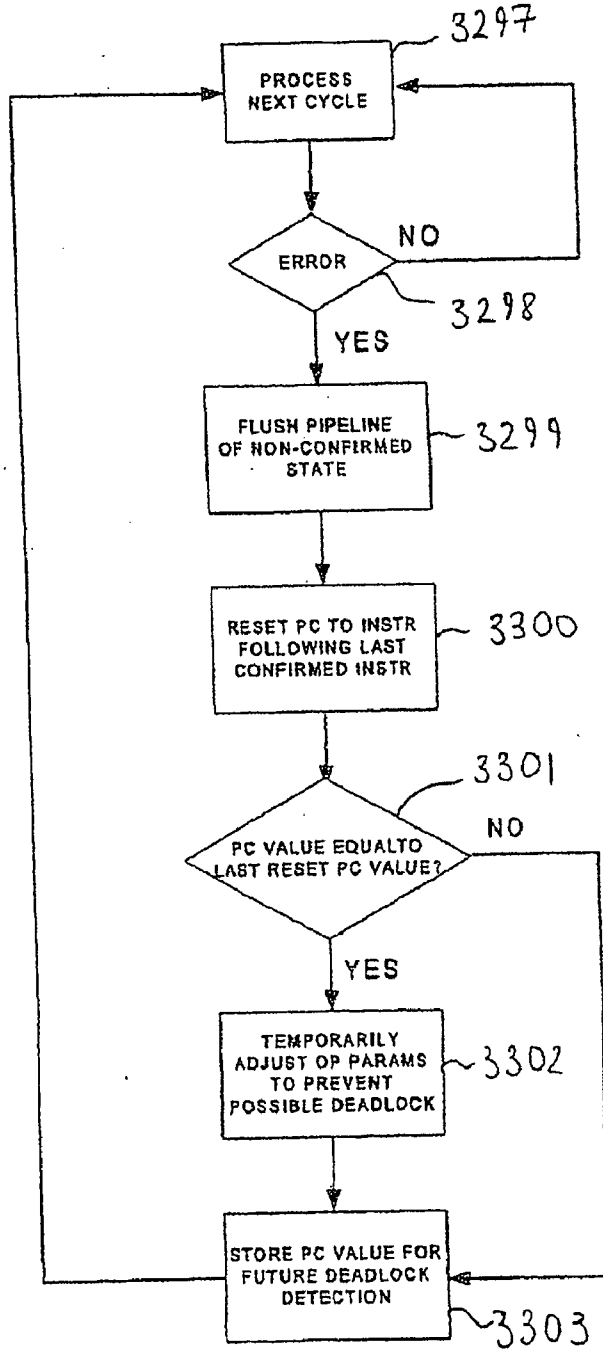 3297
PROCESS
NEXT CYCLE
NO
ERROR
3298
YES
FLUSH PIPELINE
OF NON-CONFIRMED
STATE
3299
RESET PC TO INSTR
FOLLOWING LAST
CONFIRMED INSTR
3300
3301
NO
PC VALUE EQUALTO
LAST RESET PC VALUE?
YES
TEMPORARILY
ADJUST OP PARAMS
TO PREVENT
POSSIBLE DEADLOCK
3302
STORE PC VALUE FOR
FUTURE DEADLOCK
DETECTION
3303